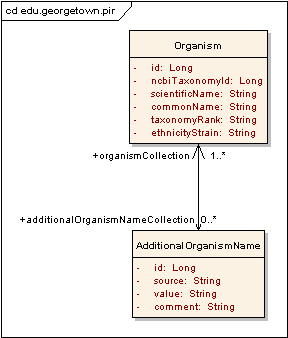 cd edu.georgetown.pir
Organism
- id: Long
- ncbiTaxonomyId: Long
- scientificName: String
- commonName: String
- taxonomyRank: String
- ethnicityStrain: String
+organismCollection 1..*
+additionalOrganismNameCollection 0..*
AdditionalOrganismName
- id: Long
- source: String
- value: String
- comment: String